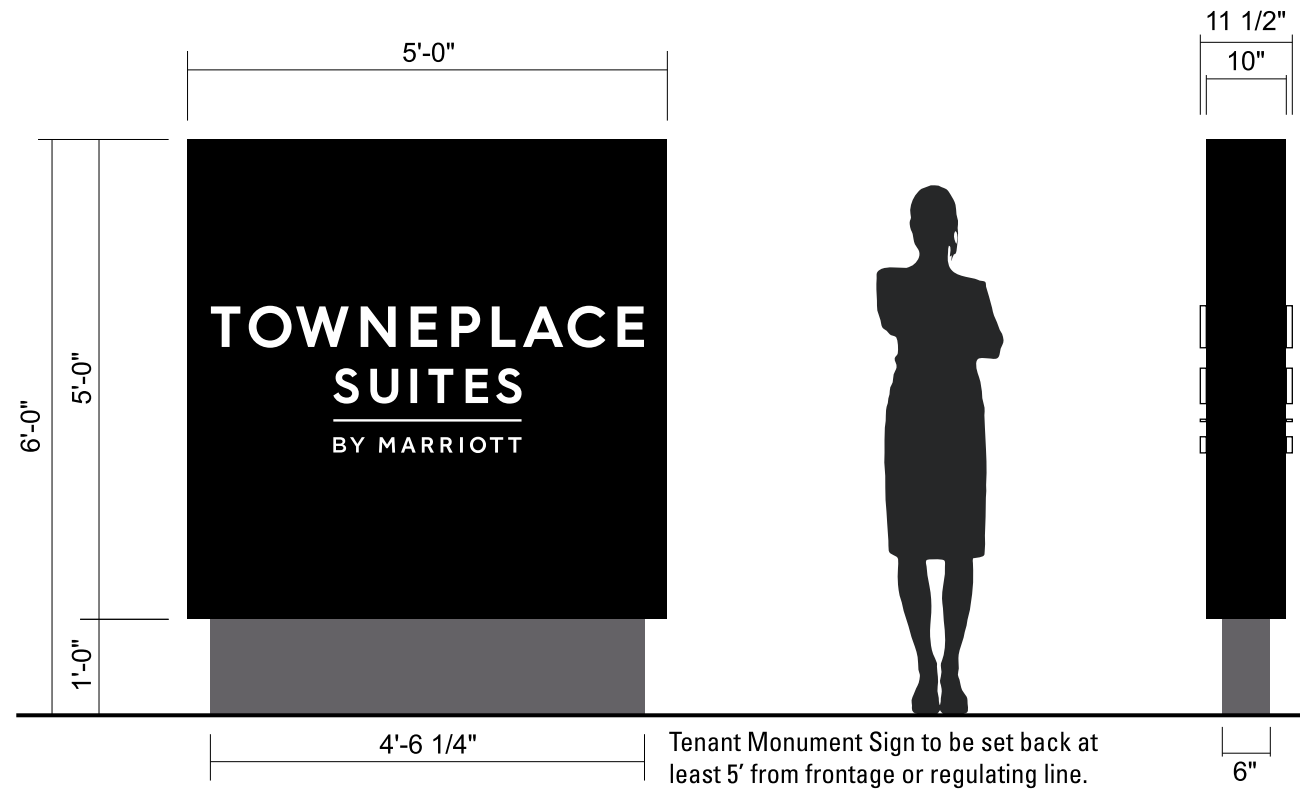 11 1/2"
5'-0"
10"
TOWNEPLACE
SUITES
BY MARRIOTT
6'-0"
5'-0"
1'-0"
4'-6 1/4"
Tenant Monument Sign to be set back at
least 5′ from frontage or regulating line.
6"